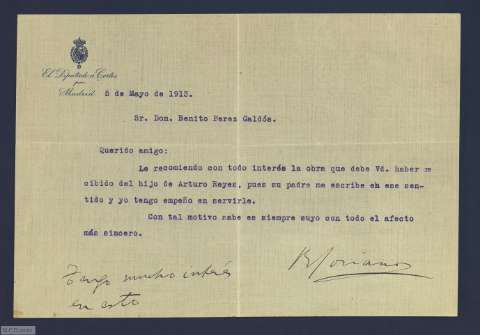 El Diputado a Cortes
por
Madrid
5 de Mayo de 1913.
Sr. Don. Benito Perez Galdós.
Querido amigo:
Le recomiendo con todo interés la obra que debe Vd. haber re
cibido del hijo de Arturo Reyes, pues su padre me escribe en ese sen-
tido y yo tengo empeño en servirle.
Con tal motivo sabe es siempre suyo con todo el afecto
más sincero.
Tengo mucho interés
en esto